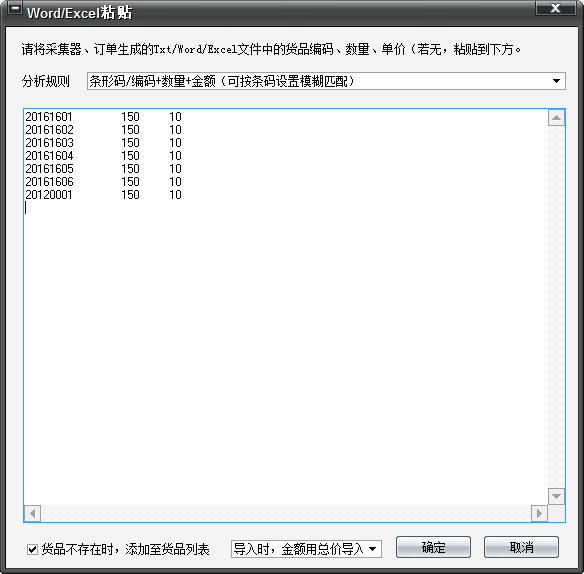 Word/Excel粘贴
请将采集器、订单生成的Txt/Word/Excel文件中的货品编码、数量、单价（若无，粘贴到下方。
分析规则 条形码/编码+数量+金额（可按条码设置模糊匹配）
20161601 150 10
20161602 150 10
20161603 150 10
20161604 150 10
20161605 150 10
20161606 150 10
20120001 150 10
货品不存在时，添加至货品列表 导入时，金额用总价导入 确定 取消